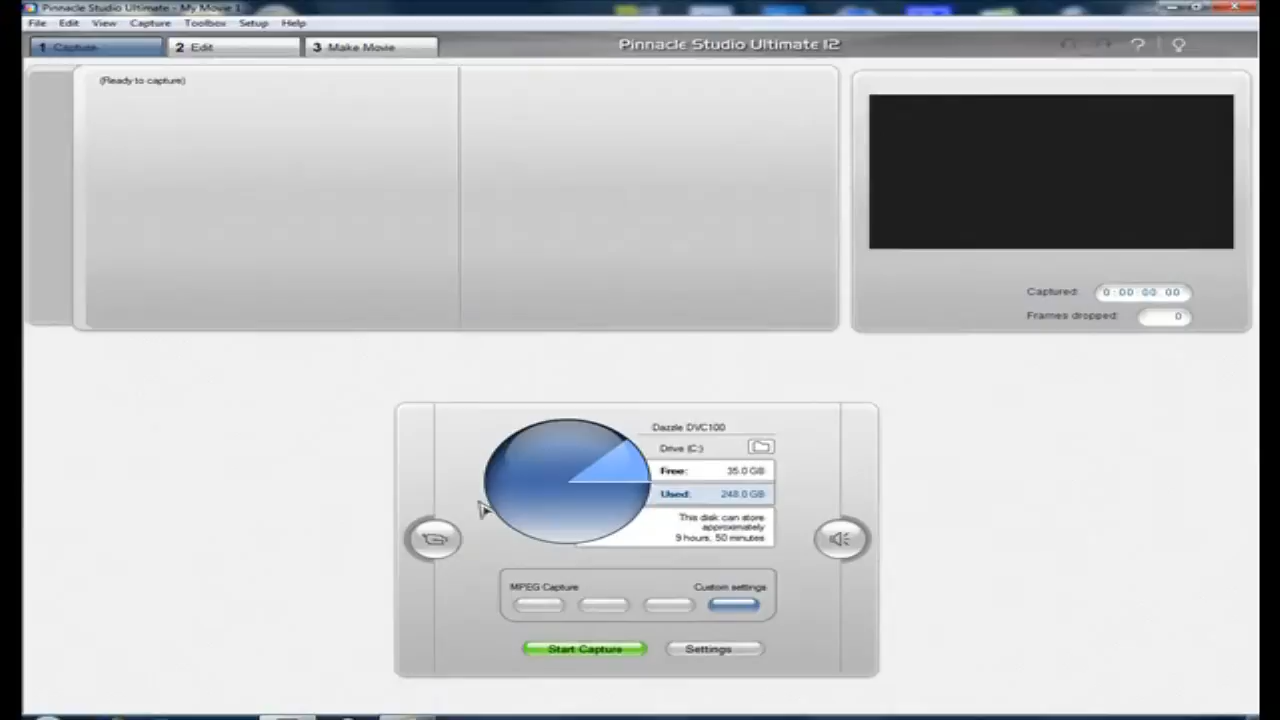 Pinnacle Studio Ultimate - My Movie 1
File Edit View Capture Toolbox Setup Help
1 Capture 2 Edit 3 Make Movie Pinnacle Studio Ultimate 12 ?
(Ready to capture)
Captured: 0:00:00.00
Frames dropped: 0
Dazzle DVC100
Drive (C:)
Free: 35.0 GB
Used: 248.0 GB
This disk can store
approximately
9 hours, 50 minutes
MPEG Capture Custom settings
Start Capture Settings